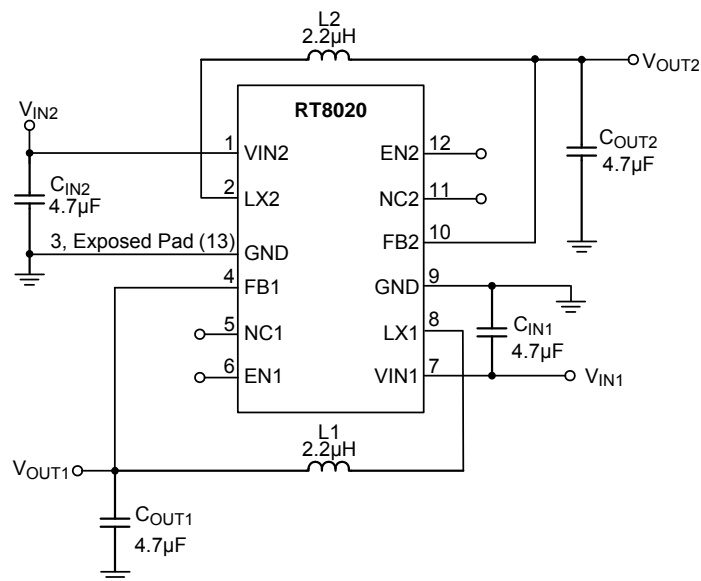 L2
2.2µH
VOUT2
VIN2
RT8020
COUT2
4.7µF
1 VIN2
EN2 12
CIN2
4.7µF
2 LX2
NC2 11
3, Exposed Pad (13) GND
FB2 10
4 FB1
GND 9
5 NC1
LX1 8
CIN1
4.7µF
6 EN1
VIN1 7
VIN1
L1
2.2µH
VOUT1
COUT1
4.7µF